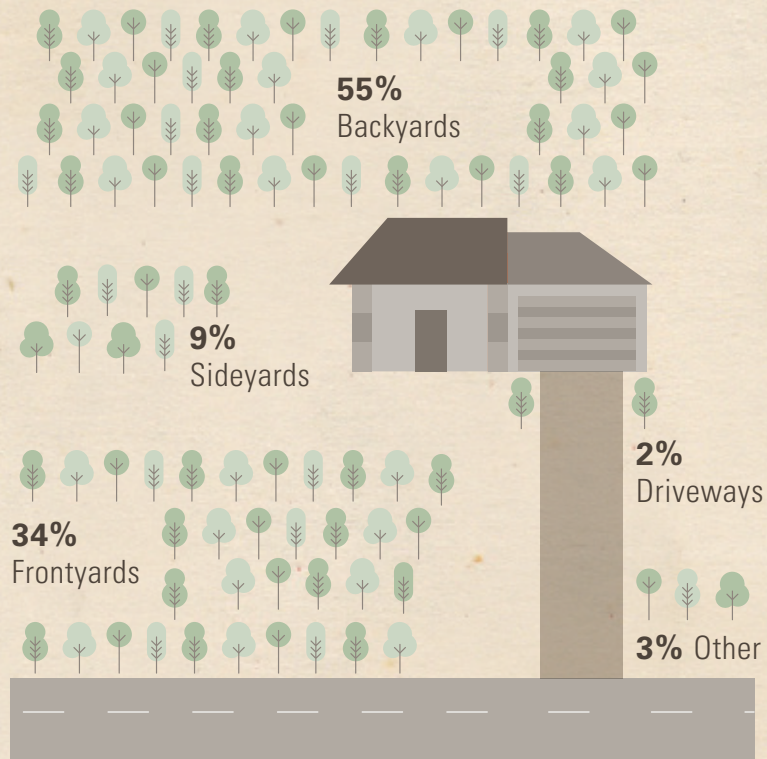 55%
Backyards
9%
Sideyards
2%
Driveways
34%
Frontyards
3% Other